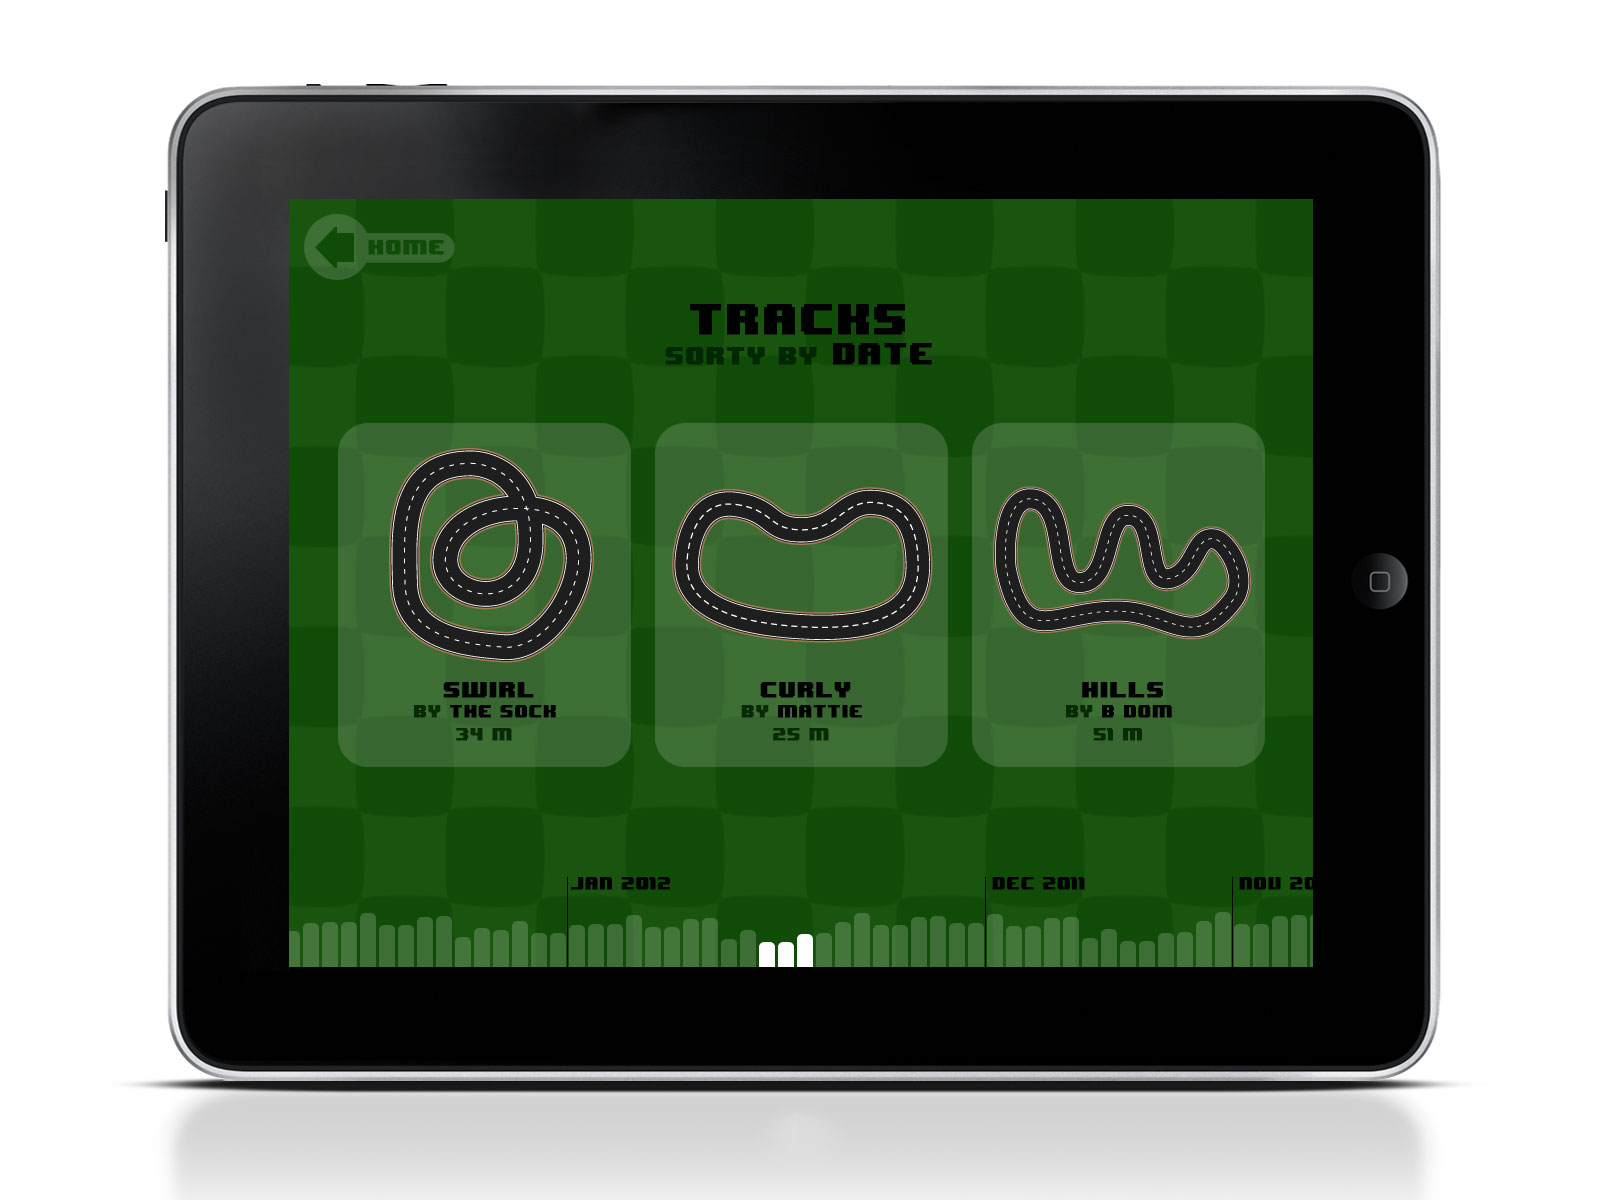 HOME
TRACKS
SORTY BY DATE
SWIRL
BY THE SOCK
34 M
CURLY
BY MATTIE
25 M
HILLS
BY B DOM
51 M
JAN 2012
DEC 2011
NOV 20